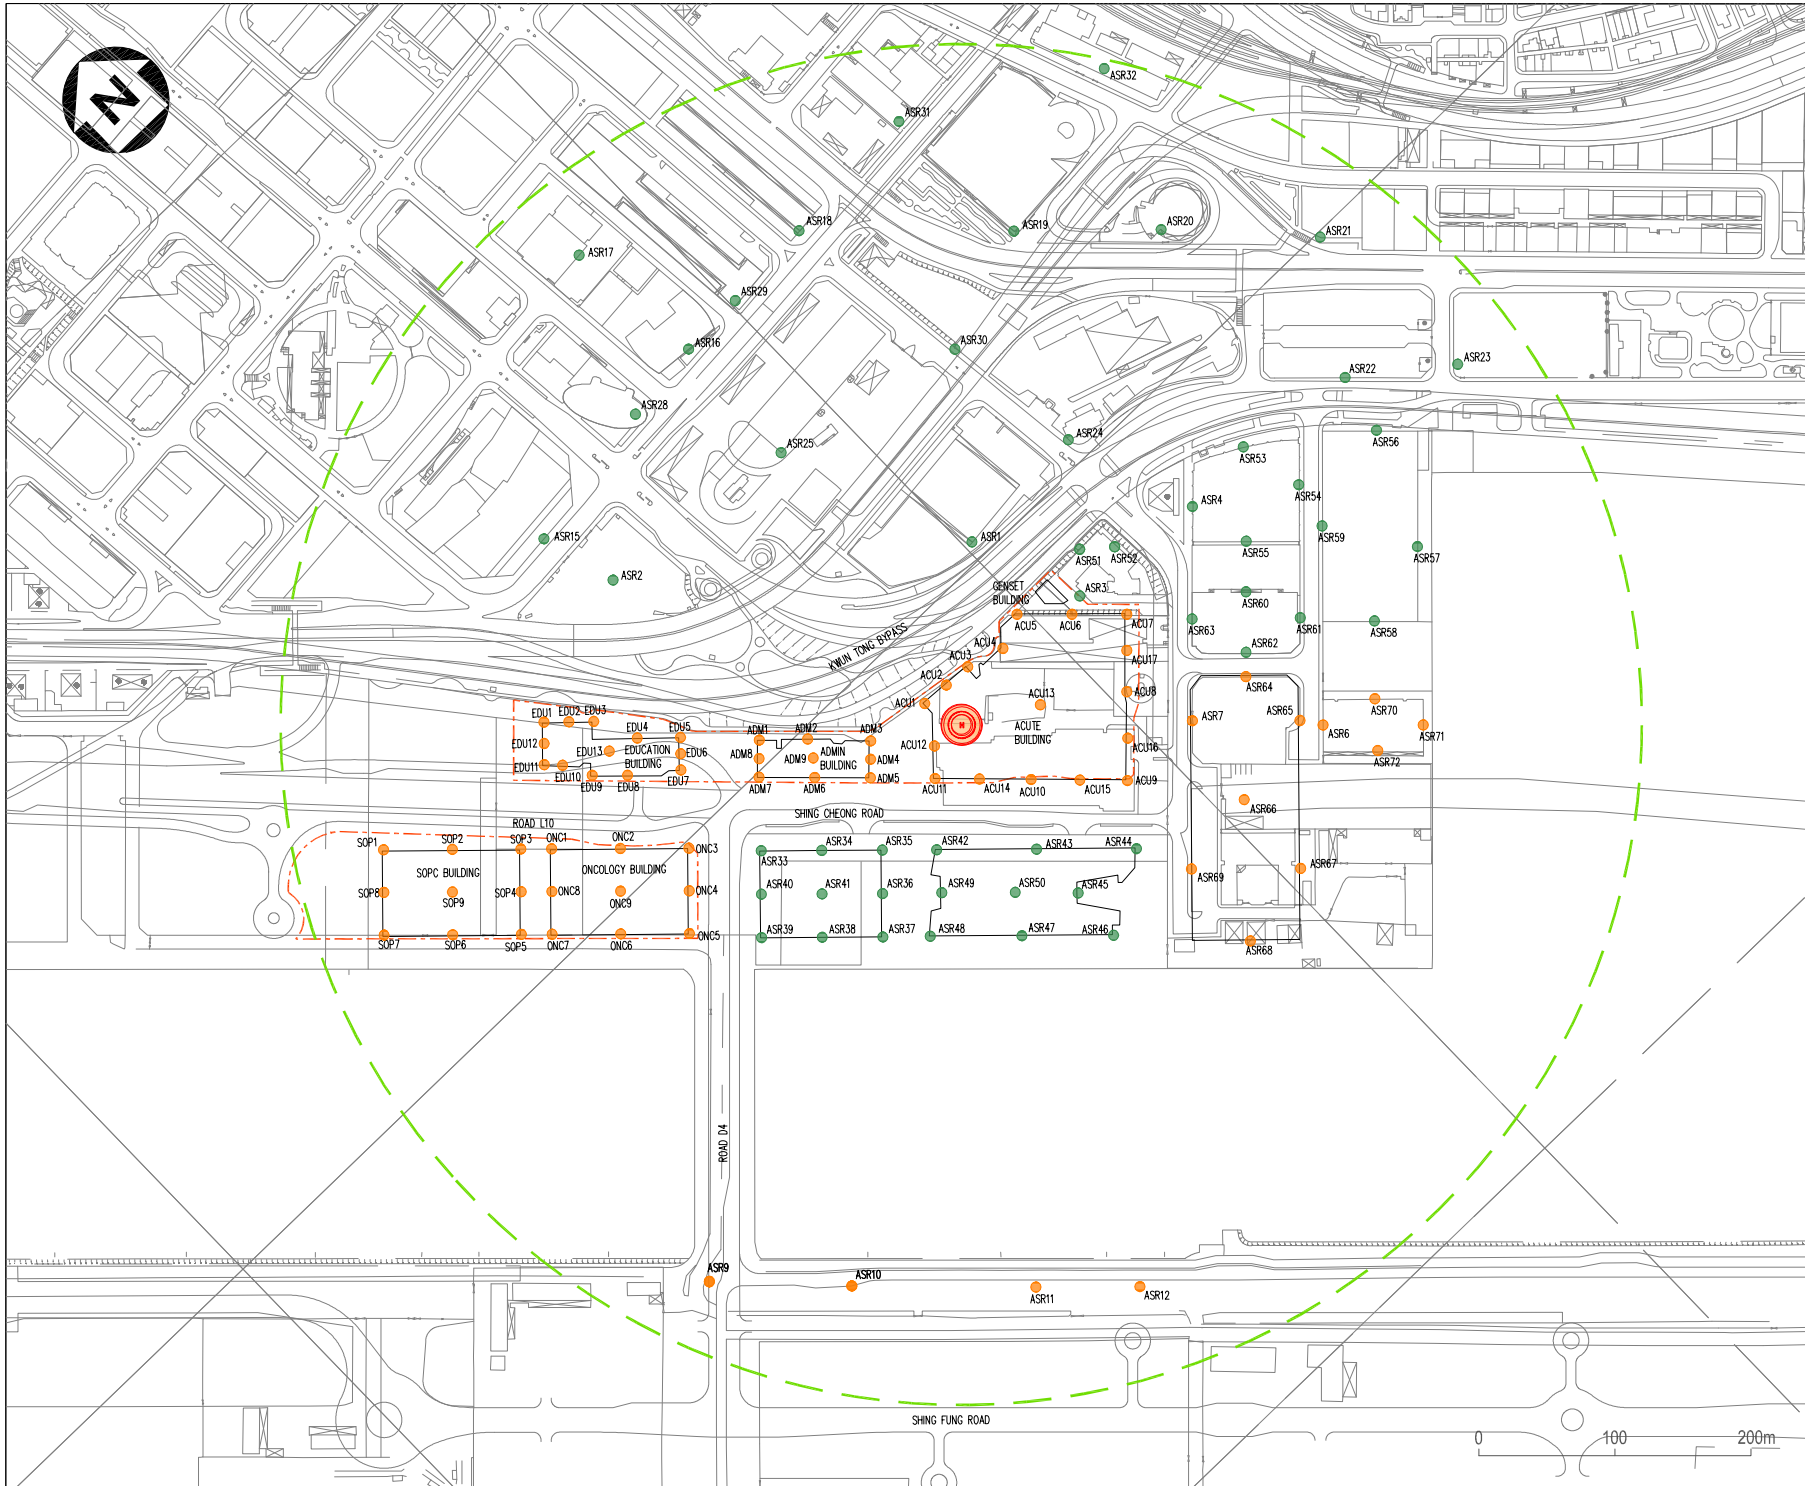 N
ASR32
ASR31
ASR18
ASR19
ASR20
ASR21
ASR17
ASR29
ASR16
ASR30
ASR22
ASR23
ASR28
ASR25
ASR24
ASR56
ASR53
ASR54
ASR4
ASR59
ASR15
ASR1
ASR51
ASR52
ASR55
ASR57
ASR2
GENSET
BUILDING
ASR3
ASR60
ACU5
ACU6
ACU7
ASR63
ASR61
ASR58
KWUN TONG BYPASS
ACU4
ACU3
ACU17
ASR62
ACU2
ASR64
ACU1
ACU13
ACU8
ASR7
ASR65
ASR6
ASR70
ASR71
ACUTE
BUILDING
EDU1
EDU2
EDU3
EDU4
EDU5
ADM1
ADM2
ADM3
EDU12
EDU13
EDUCATION
BUILDING
EDU6
ADM8
ADM9
ADMIN
BUILDING
ADM4
ACU12
ACU16
ASR72
EDU11
EDU10
EDU9
EDU8
EDU7
ADM7
ADM6
ADM5
ACU11
ACU14
ACU10
ACU15
ACU9
ASR66
SHING CHEONG ROAD
ROAD L10
SOP1
SOP2
SOP3
ONC1
ONC2
ONC3
ASR33
ASR34
ASR35
ASR42
ASR43
ASR44
SOPC BUILDING
ONCOLOGY BUILDING
ASR69
ASR67
SOP8
SOP9
SOP4
ONC8
ONC9
ONC4
ASR40
ASR41
ASR36
ASR49
ASR50
ASR45
SOP7
SOP6
SOP5
ONC7
ONC6
ONC5
ASR39
ASR38
ASR37
ASR48
ASR47
ASR46
ASR68
ROAD D4
ASR9
ASR10
ASR11
ASR12
SHING FUNG ROAD
0 100 200m